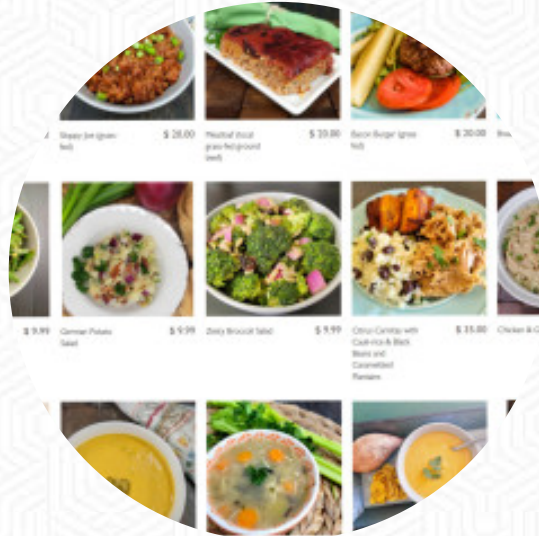 Sloppy Joe (grass-
fed)
$ 20.00
Meatloaf (local
grass-fed ground
beef)
$ 20.00
Bacon Burger (grass
fed)
$ 20.00
$ 9.99
German Potato
Salad
$ 9.99
Zesty Broccoli Salad
$ 9.99
Citrus Carnitas with
Cauli-rice & Black
Beans and
Caramelized
Plantains
$ 15.00
Chicken & G